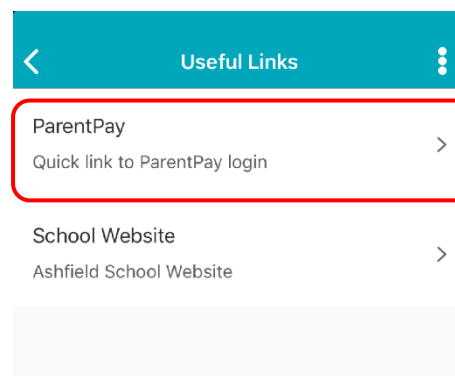 Useful Links
ParentPay
Quick link to ParentPay login
School Website
Ashfield School Website